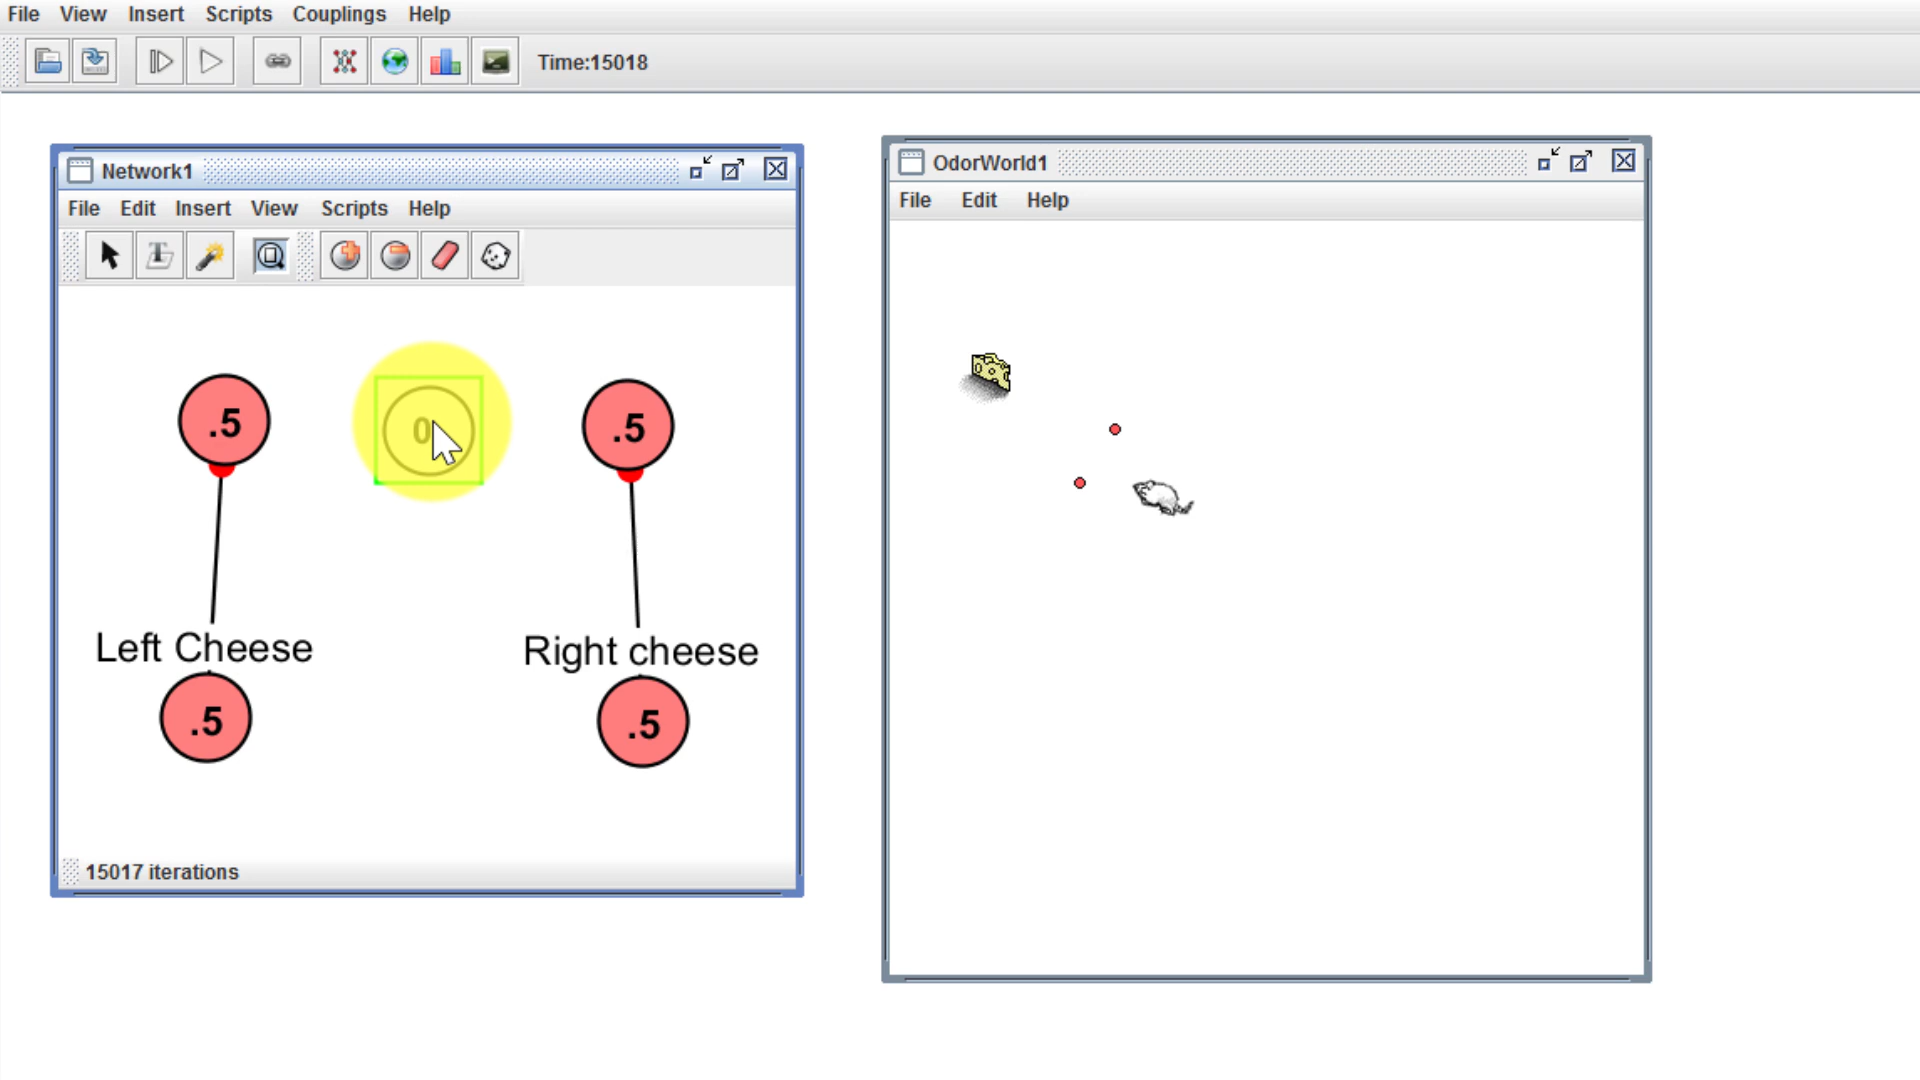 File View Insert Scripts Couplings Help
Time:15018
Network1
File Edit Insert View Scripts Help
.5 0 .5
Left Cheese Right cheese
.5 .5
15017 iterations
OdorWorld1
File Edit Help